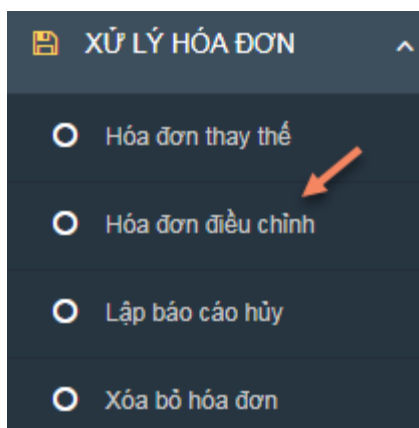 XỬ LÝ HÓA ĐƠN
Hóa đơn thay thế
Hóa đơn điều chỉnh
Lập báo cáo hủy
Xóa bỏ hóa đơn